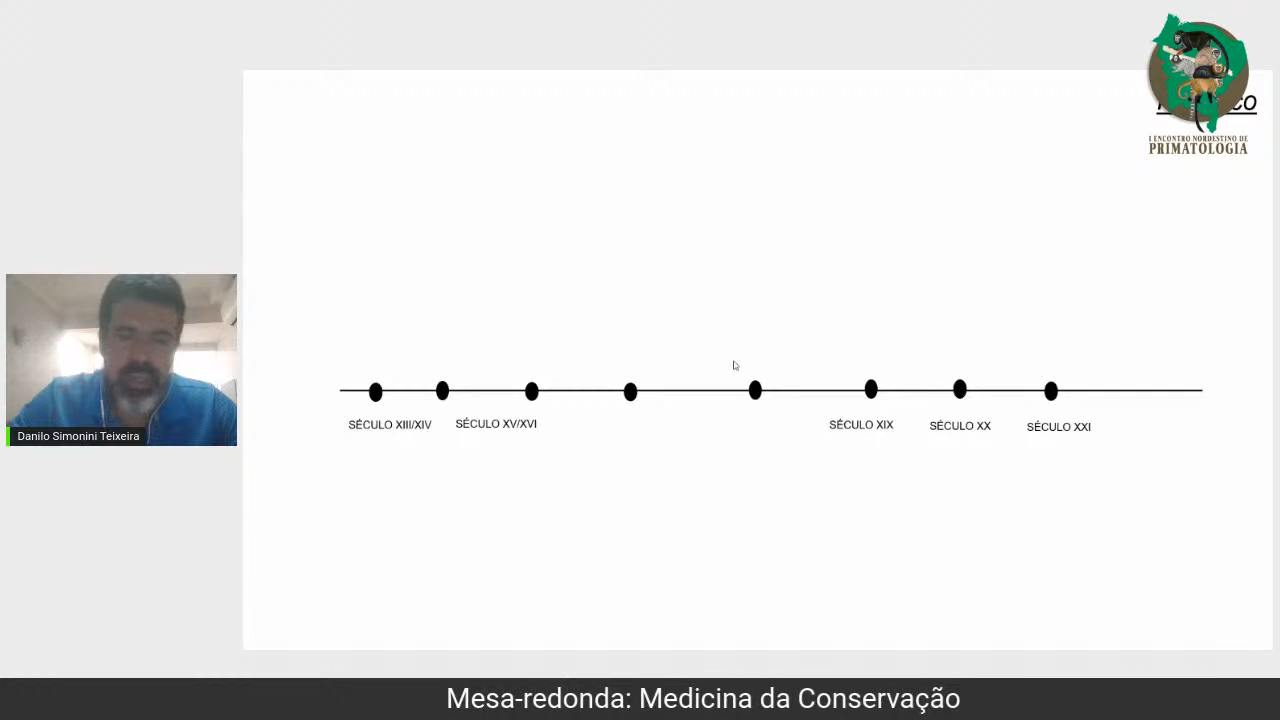 I ENCONTRO NORDESTINO DE
PRIMATOLOGIA
SÉCULO XIII/XIV
SÉCULO XV/XVI
SÉCULO XIX
SÉCULO XX
SÉCULO XXI
Danilo Simonini Teixeira
Mesa-redonda: Medicina da Conservação